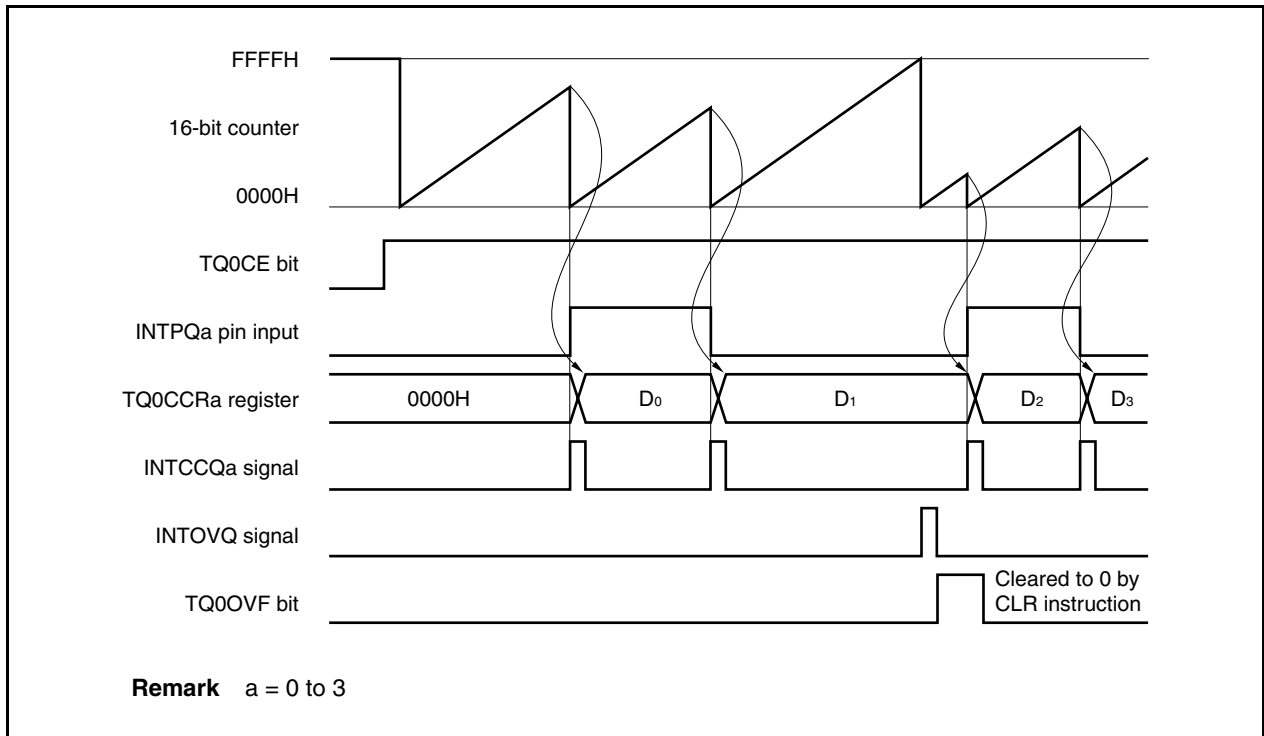 FFFFH
16-bit counter
0000H
TQ0CE bit
INTPQa pin input
TQ0CCRa register
0000H
D0
D1
D2
D3
INTCCQa signal
INTOVQ signal
TQ0OVF bit
Cleared to 0 by
CLR instruction
Remark a = 0 to 3